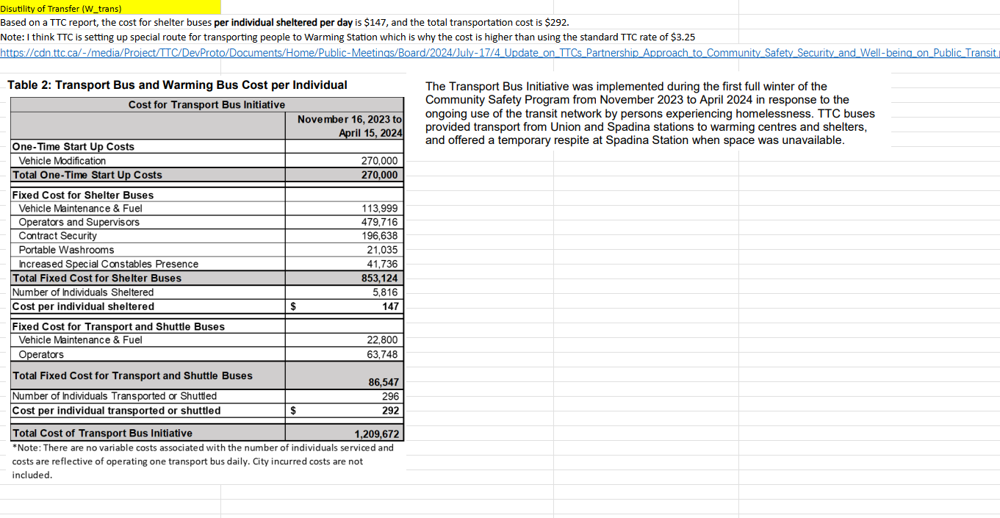 Disutility of Transfer (W_trans)
Based on a TTC report, the cost for shelter buses per individual sheltered per day is $147, and the total transportation cost is $292.
Note: I think TTC is setting up special route for transporting people to Warming Station which is why the cost is higher than using the standard TTC rate of $3.25
https://cdn.ttc.ca/-/media/Project/TTC/DevProto/Documents/Home/Public-Meetings/Board/2024/July-17/4_Update_on_TTCs_Partnership_Approach_to_Community_Safety_Security_and_Well-being_on_Public_Transit.
Table 2: Transport Bus and Warming Bus Cost per Individual
Cost for Transport Bus Initiative
November 16, 2023 to
April 15, 2024
One-Time Start Up Costs
Vehicle Modification 270,000
Total One-Time Start Up Costs 270,000
Fixed Cost for Shelter Buses
Vehicle Maintenance & Fuel 113,999
Operators and Supervisors 479,716
Contract Security 196,638
Portable Washrooms 21,035
Increased Special Constables Presence 41,736
Total Fixed Cost for Shelter Buses 853,124
Number of Individuals Sheltered 5,816
Cost per individual sheltered $ 147
Fixed Cost for Transport and Shuttle Buses
Vehicle Maintenance & Fuel 22,800
Operators 63,748
Total Fixed Cost for Transport and Shuttle Buses 86,547
Number of Individuals Transported or Shuttled 296
Cost per individual transported or shuttled $ 292
Total Cost of Transport Bus Initiative 1,209,672
*Note: There are no variable costs associated with the number of individuals serviced and
costs are reflective of operating one transport bus daily. City incurred costs are not
included.
The Transport Bus Initiative was implemented during the first full winter of the
Community Safety Program from November 2023 to April 2024 in response to the
ongoing use of the transit network by persons experiencing homelessness. TTC buses
provided transport from Union and Spadina stations to warming centres and shelters,
and offered a temporary respite at Spadina Station when space was unavailable.